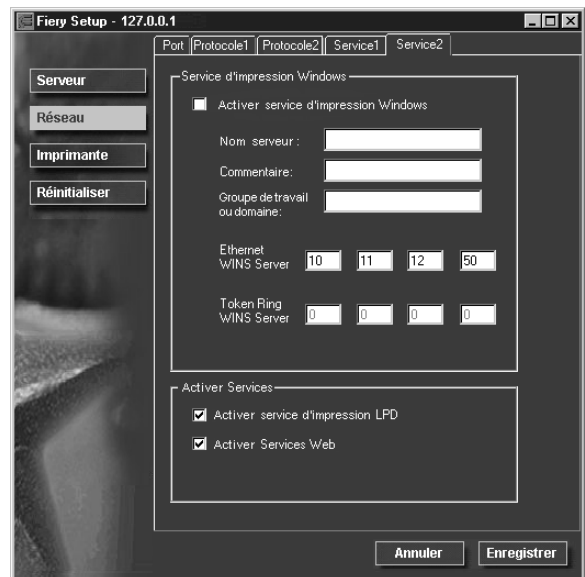 Fiery Setup - 127.0.0.1
Port Protocole1 Protocole2 Service1 Service2
Serveur
Réseau
Imprimante
Réinitialiser
Service d'impression Windows
Activer service d'impression Windows
Nom serveur :
Commentaire:
Groupe de travail
ou domaine:
Ethernet
WINS Server 10 11 12 50
Token Ring
WINS Server 0 0 0 0
Activer Services
Activer service d'impression LPD
Activer Services Web
Annuler Enregistrer